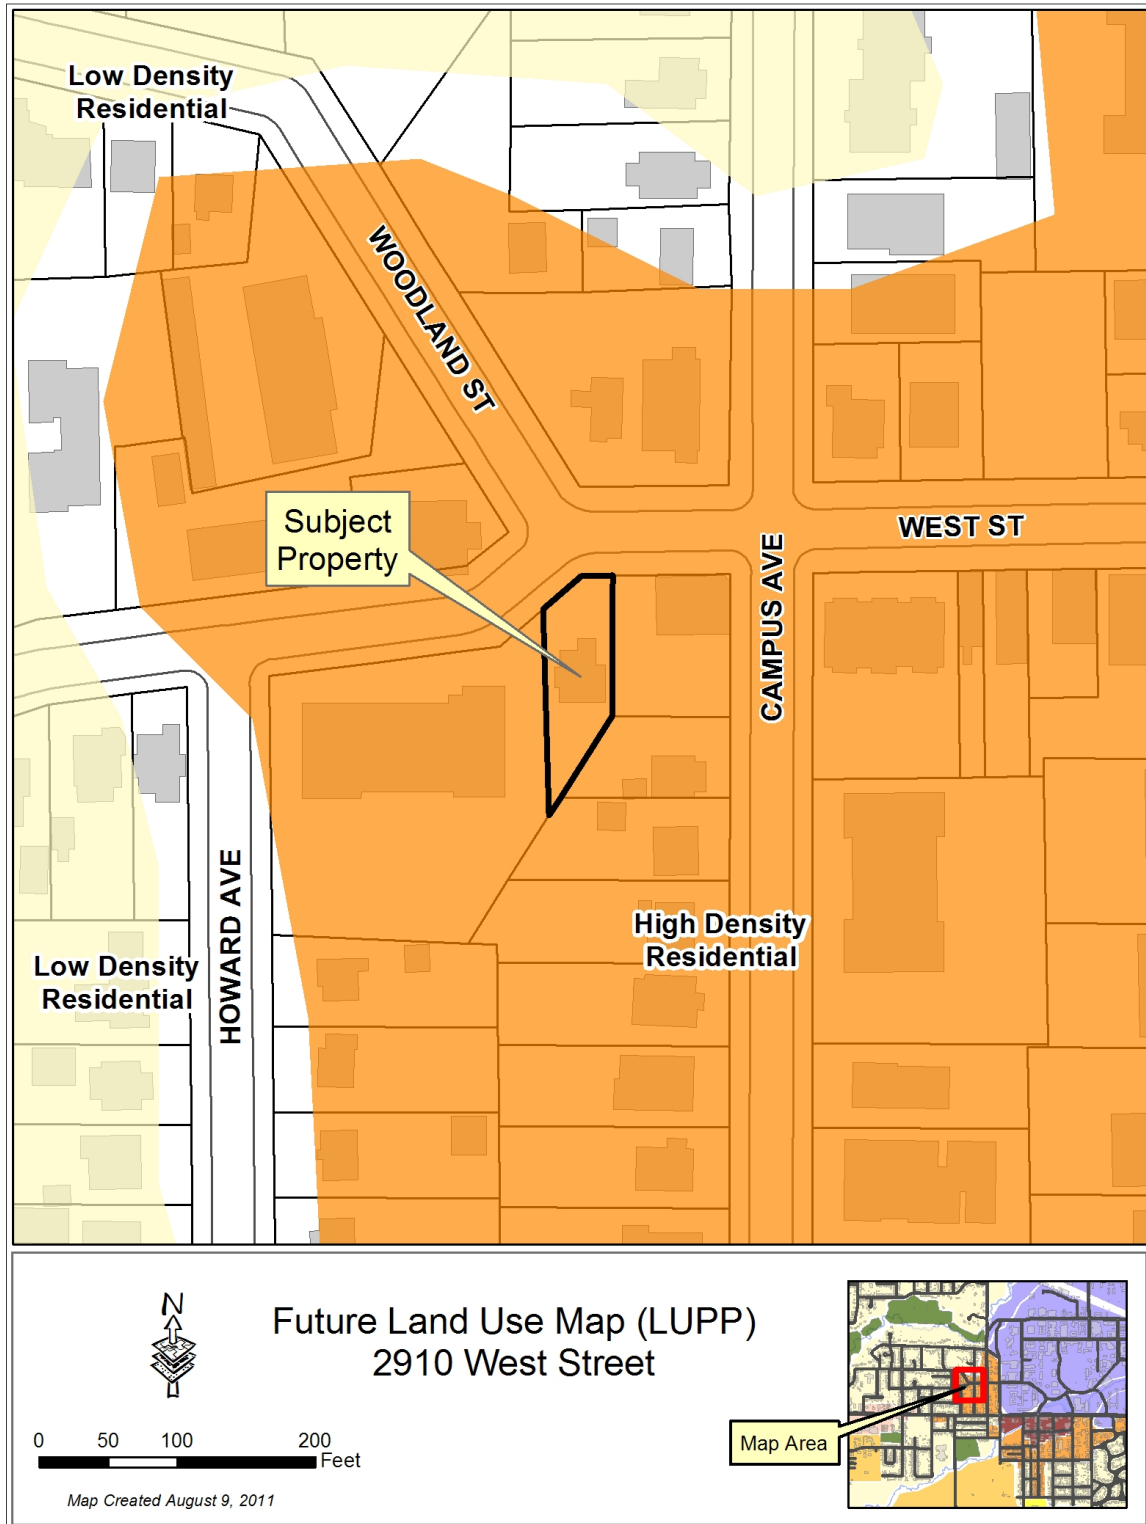 Low Density
Residential
WOODLAND ST
Subject
Property
WEST ST
CAMPUS AVE
HOWARD AVE
High Density
Residential
Low Density
Residential
N
Future Land Use Map (LUPP)
2910 West Street
0 50 100 200
Feet
Map Created August 9, 2011
Map Area